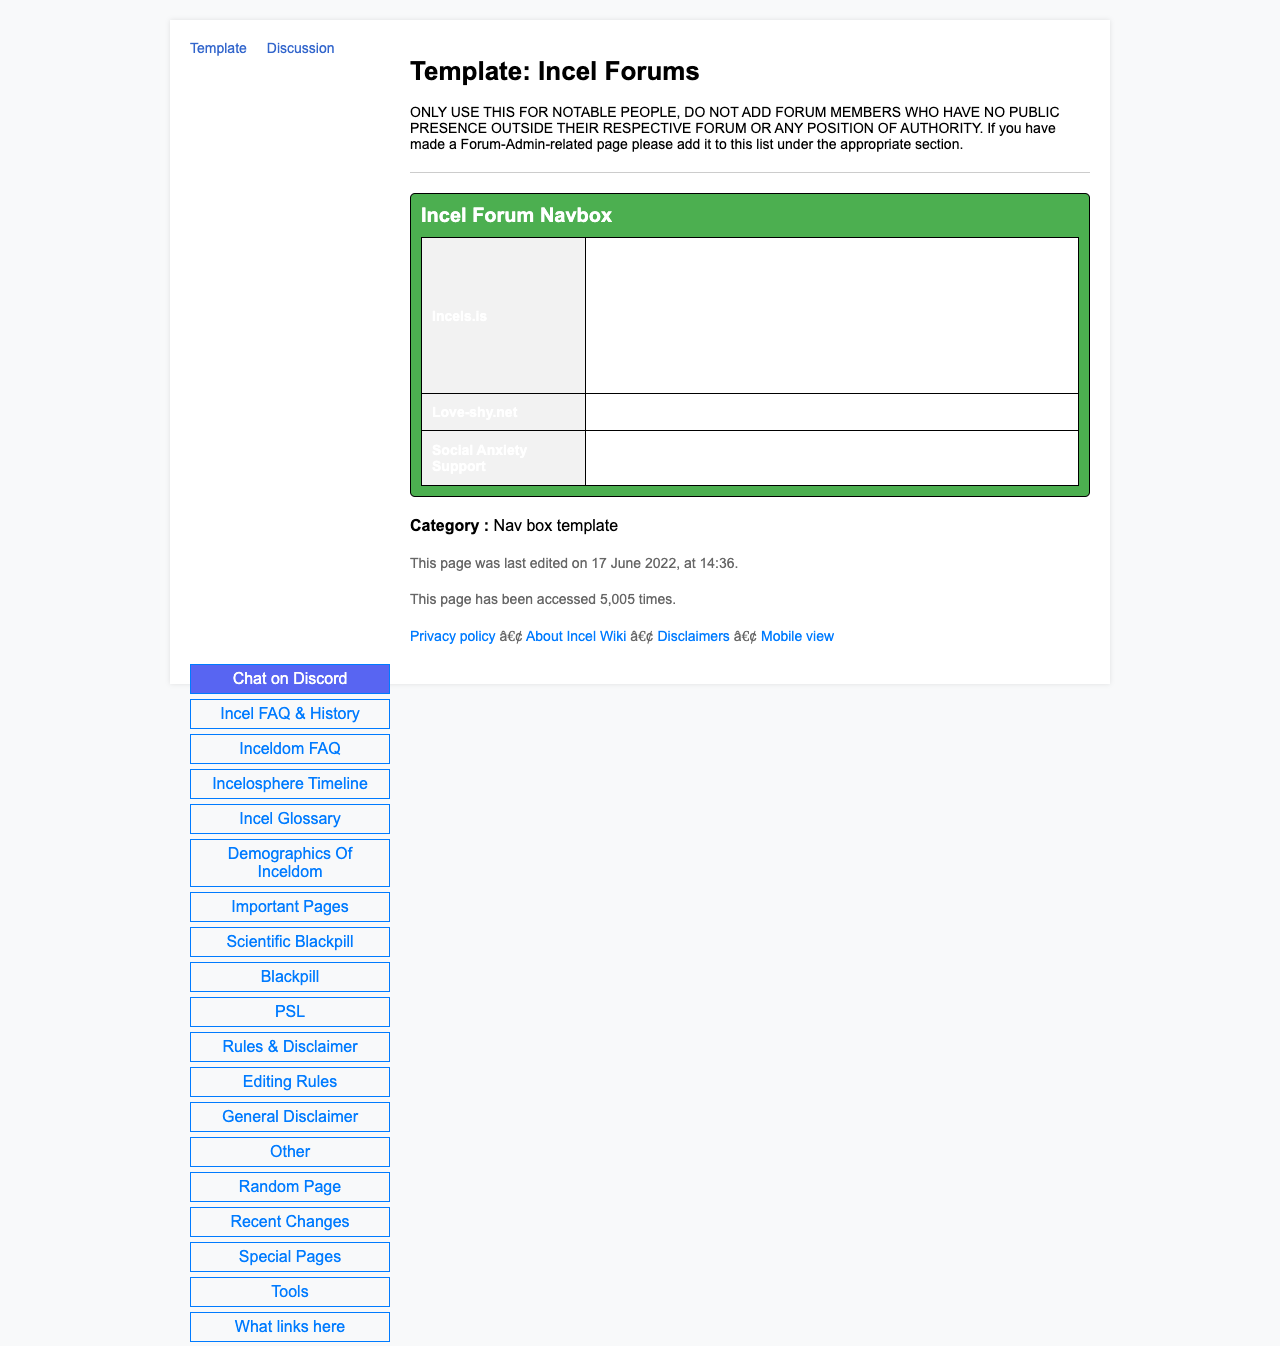 Template Discussion
Template: Incel Forums
ONLY USE THIS FOR NOTABLE PEOPLE, DO NOT ADD FORUM MEMBERS WHO HAVE NO PUBLIC
PRESENCE OUTSIDE THEIR RESPECTIVE FORUM OR ANY POSITION OF AUTHORITY. If you have
made a Forum-Admin-related page please add it to this list under the appropriate section.
Incel Forum Navbox
Incels.is
Love-shy.net
Social Anxiety
Support
Category : Nav box template
This page was last edited on 17 June 2022, at 14:36.
This page has been accessed 5,005 times.
Privacy policy â€¢ About Incel Wiki â€¢ Disclaimers â€¢ Mobile view
Chat on Discord
Incel FAQ & History
Inceldom FAQ
Incelosphere Timeline
Incel Glossary
Demographics Of
Inceldom
Important Pages
Scientific Blackpill
Blackpill
PSL
Rules & Disclaimer
Editing Rules
General Disclaimer
Other
Random Page
Recent Changes
Special Pages
Tools
What links here